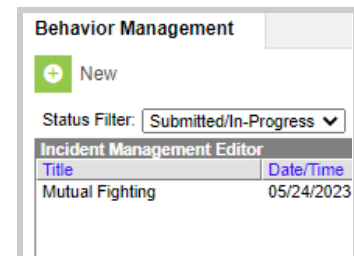 Behavior Management
New
Status Filter: Submitted/In-Progress
Incident Management Editor
Title Date/Time
Mutual Fighting 05/24/2023